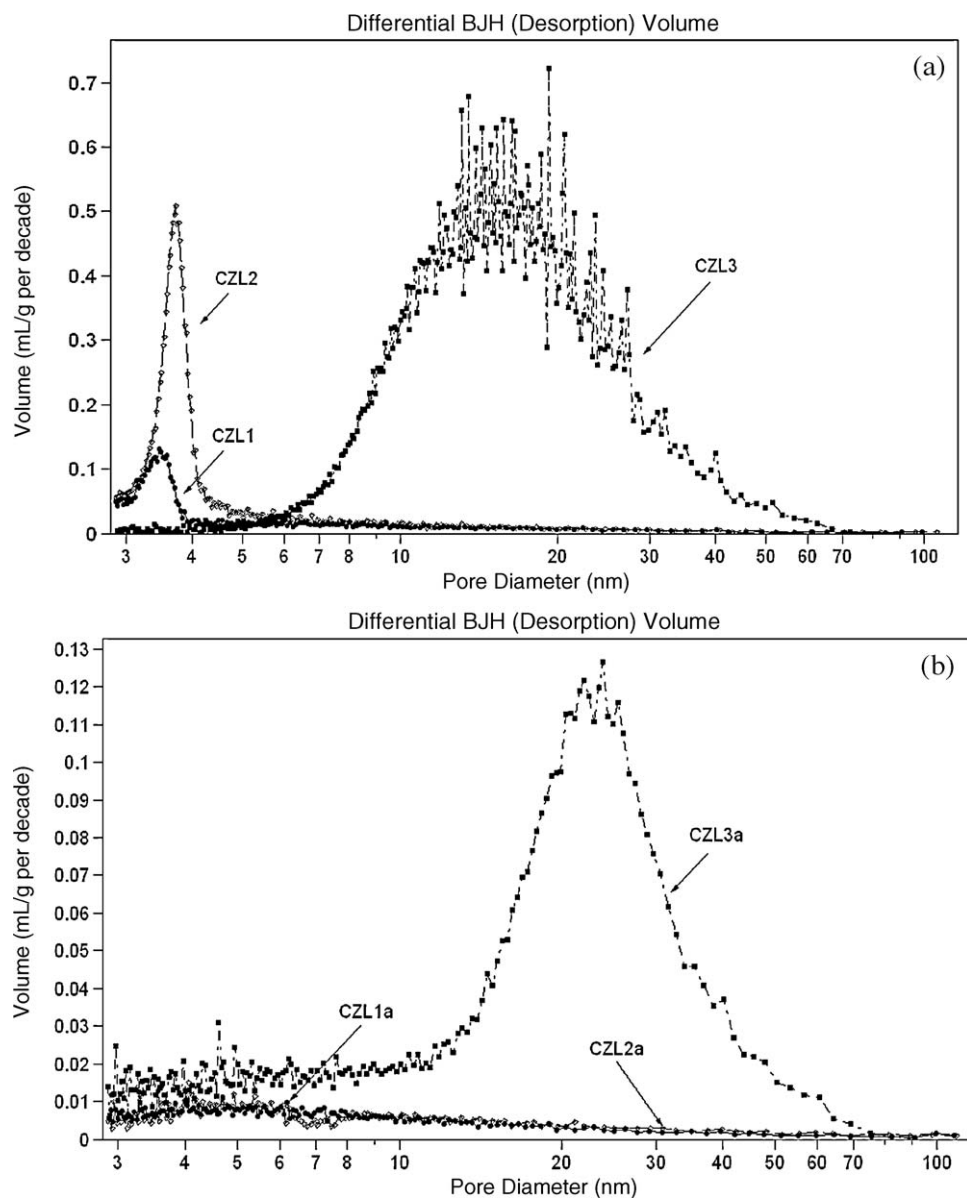 Differential BJH (Desorption) Volume
(a)
0.7
0.6
0.5
0.4
0.3
0.2
0.1
0
Volume (mL/g per decade)
CZL2
CZL1
CZL3
3 4 5 6 7 8 10 20 30 40 50 60 70 100
Pore Diameter (nm)
Differential BJH (Desorption) Volume
(b)
0.13
0.12
0.11
0.1
0.09
0.08
0.07
0.06
0.05
0.04
0.03
0.02
0.01
0
Volume (mL/g per decade)
CZL3a
CZL1a
CZL2a
3 4 5 6 7 8 10 20 30 40 50 60 70 100
Pore Diameter (nm)